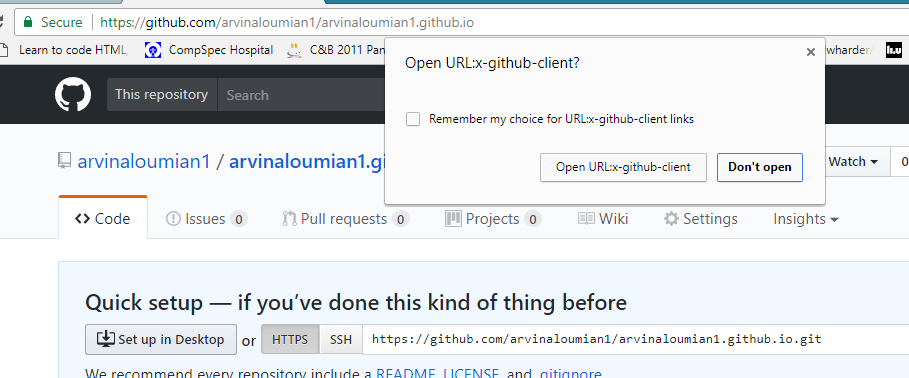 Secure https://github.com/arvinaloumian1/arvinaloumian1.github.io
Learn to code HTML CompSpec Hospital C&B 2011 Pan wharder/
Open URL:x-github-client?
Remember my choice for URL:x-github-client links
Open URL:x-github-client Don't open
This repository Search
arvinaloumian1 / arvinaloumian1.gi Watch 0
Code Issues 0 Pull requests 0 Projects 0 Wiki Settings Insights
Quick setup — if you've done this kind of thing before
Set up in Desktop or HTTPS SSH https://github.com/arvinaloumian1/arvinaloumian1.github.io.git
We recommend every repository include a README, LICENSE, and .gitignore.